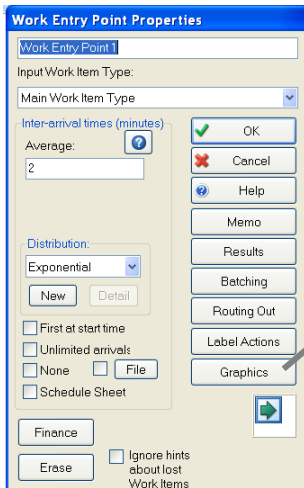 Work Entry Point Properties
Work Entry Point 1
Input Work Item Type:
Main Work Item Type
Inter-arrival times (minutes)
Average:
2
Distribution:
Exponential
New
Detail
First at start time
Unlimited arrivals
None
File
Schedule Sheet
Finance
Erase
Ignore hints
about lost
Work Items
OK
Cancel
Help
Memo
Results
Batching
Routing Out
Label Actions
Graphics